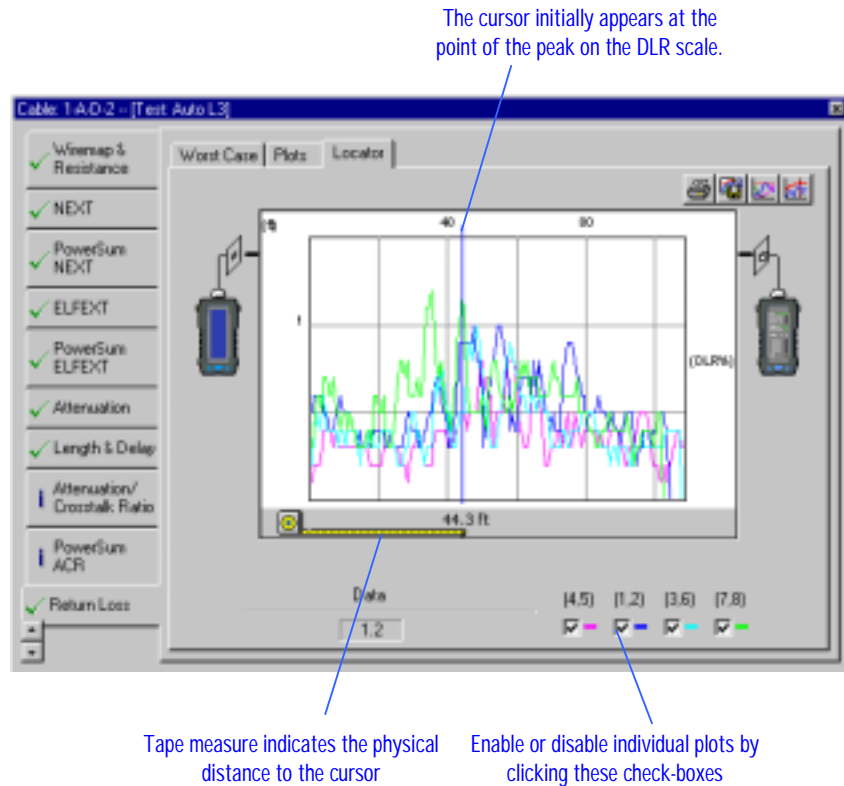 The cursor initially appears at the
point of the peak on the DLR scale.
Cable: 1-A-D-2 -- [Test Auto L3]
Wiremap &
Resistance
NEXT
PowerSum
NEXT
ELFEXT
PowerSum
ELFEXT
Attenuation
Length & Delay
Attenuation/
Crosstalk Ratio
PowerSum
ACR
Return Loss
Worst Case Plots Locator
(ft 40 80
1
(DLR%)
44.3 ft
Data
1.2
(4,5) (1,2) (3,6) (7,8)
Tape measure indicates the physical
distance to the cursor
Enable or disable individual plots by
clicking these check-boxes